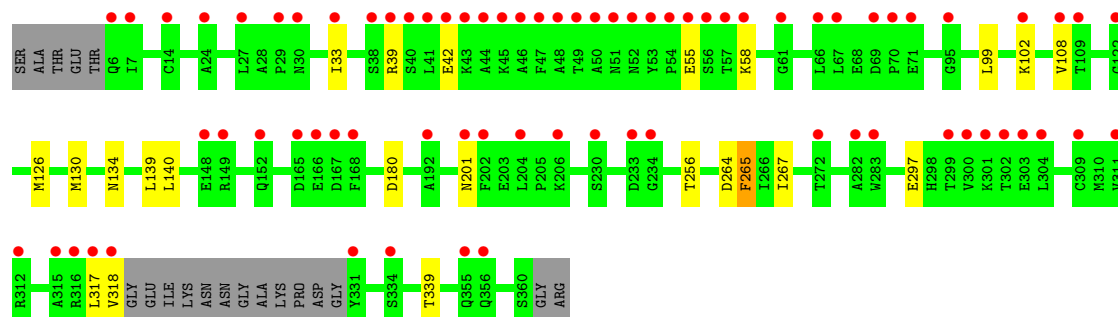 SER ALA THR GLU THR Q6 I7 C14 A24 L27 A28 P29 N30 I33 S38 R39 S40 L41 E42 K43 A44 K45 A46 F47 A48 T49 A50 N51 N52 Y53 P54 E55 S56 T57 K58 G61 L66 L67 E68 D69 P70 E71 G95 L99 K102 V108 T109
M126 M130 N134 L139 L140 E148 R149 Q152 D165 E166 D167 F168 D180 A192 N201 F202 E203 L204 P205 K206 S230 D233 G234 T256 D264 F265 I266 I267 T272 A282 W283 E297 H298 T299 V300 K301 T302 E303 L304 C309 M310
R312 A315 R316 L317 V318 GLY GLU ILE LYS ASN ASN GLY ALA LYS PRO ASP GLY Y331 S334 T339 Q355 Q356 S360 GLY ARG